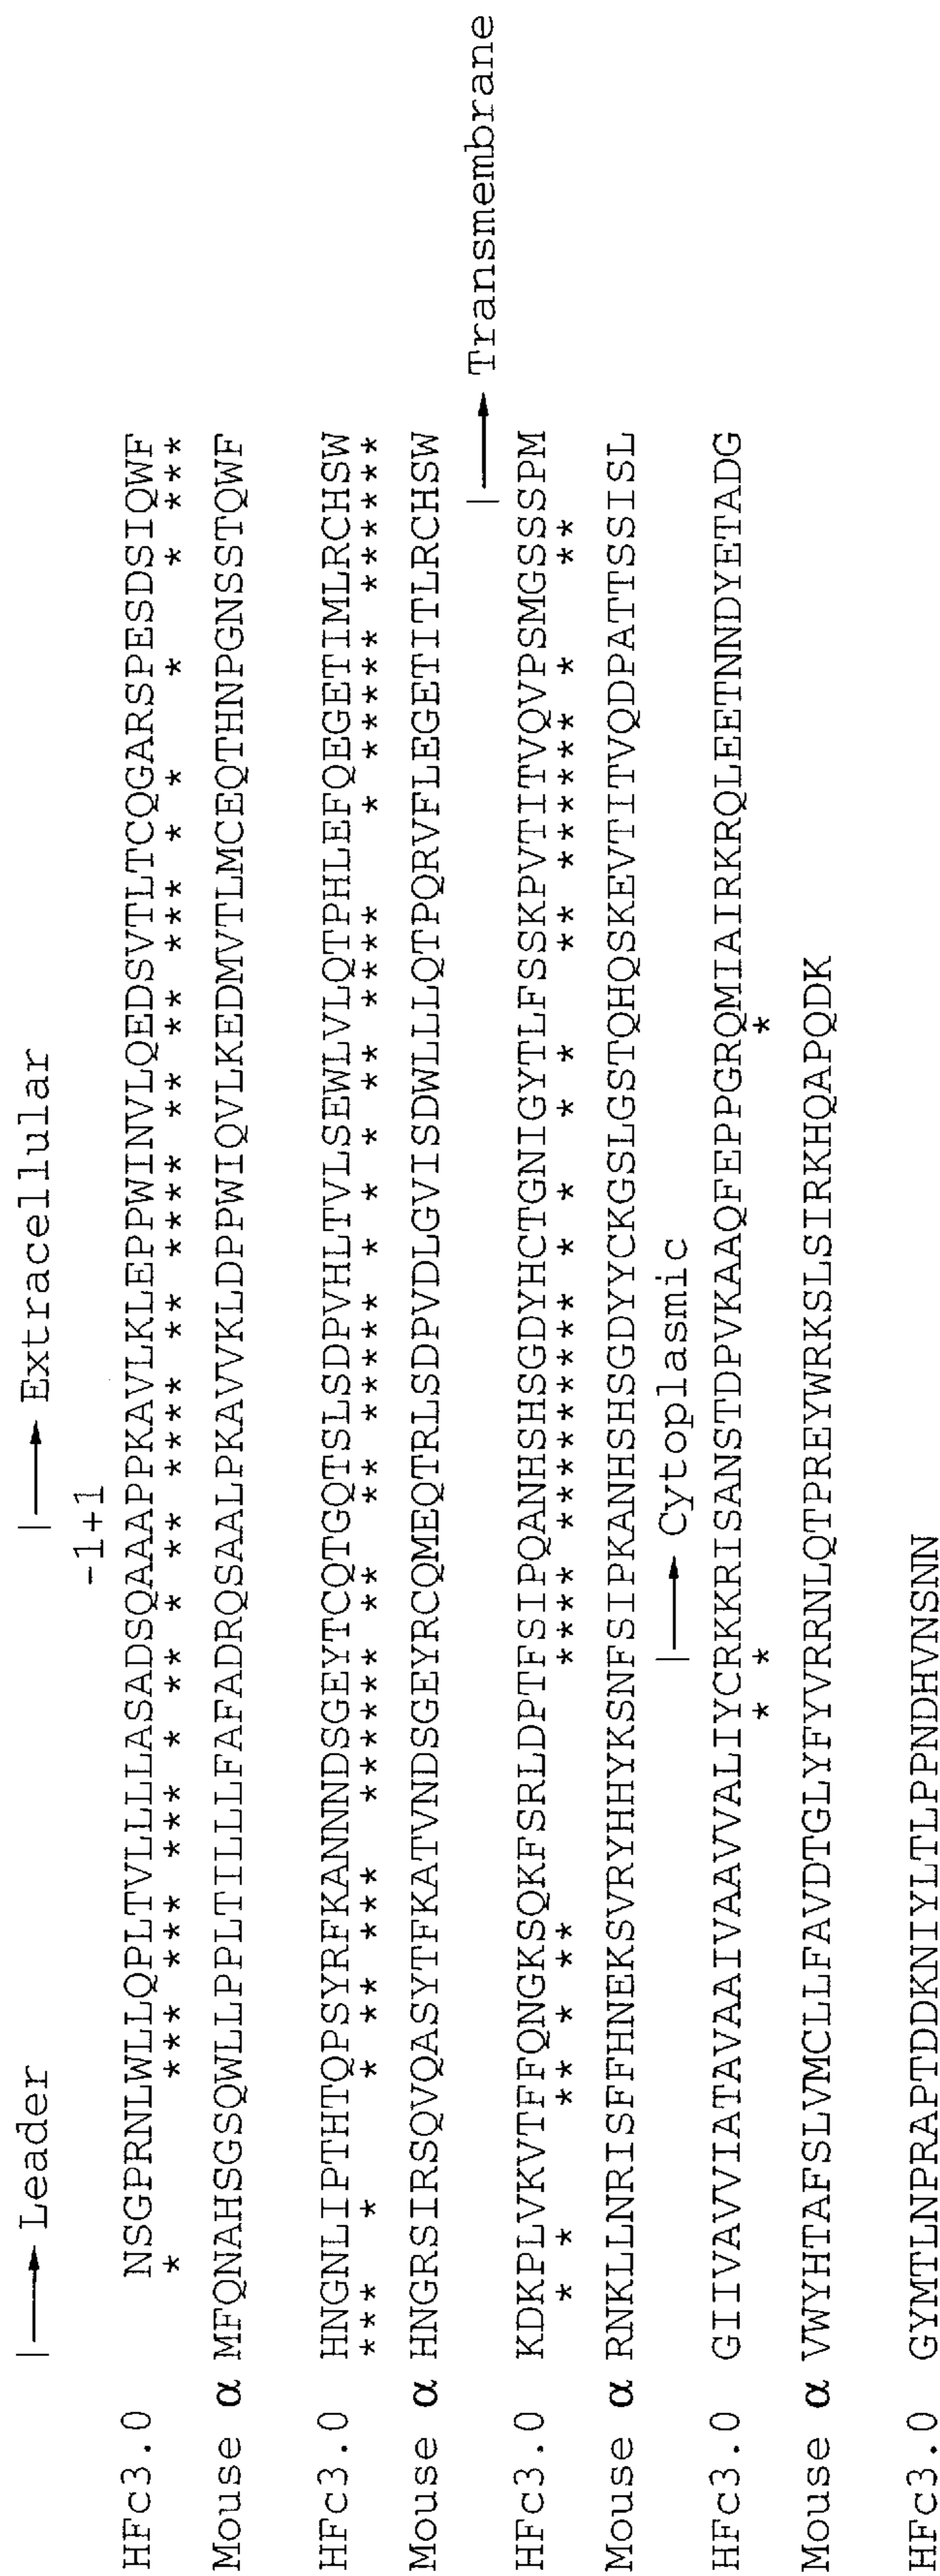 |→ Leader |→ Extracellular
-1+1
HFc3.0 NSGPRNLWLLQPLTVLLLLASADSQAAAPPKAVLKLEPPWINVLQEDSVTLTCQGARSPESDSIQWF
* *** *** *** * ** * ** **** ** **** ** ** *** * * * * ***
Mouse α MFQNAHSGSQWLLPPLTILLLFAFADRQSAALPKAVVKLDPPWIQVLKEDMVTLMCEQTHNPGNSSTQWF
HFc3.0 HNGNLIPTHTQPSYRFKANNNDSGEYTCQTGQTSLSDPVHLTVLSEWLVLQTPHLEFQEGETIMLRCHSW
*** * * ** *** ****** ** ** ***** * * * ** **** * ***** ******
Mouse α HNGRSIRSQVQASYTFKATVNDSGEYRCQMEQTRLSDPVDLGVISDWLLLQTPQRVFLEGETITLRCHSW
|→ Transmembrane
HFc3.0 KDKPLVKVTFFQNGKSQKFSRLDPTFSIPQANHSHSGDYHCTGNIGYTLFSSKPVTITVQVPSMGSSSPM
* * ** * ** **** ********* * * * * ** ****** * **
Mouse α RNKLLNRISFFHNEKSVRYHHYKSNFSIPKANHSHSGDYYCKGSLGSTQHQSKEVTITVQDPATTSSISL
|→ Cytoplasmic
HFc3.0 GIIVAVVIATAVAAIVAAVVALIYCRKKRISANSTDPVKAAQFEPPGRQMIAIRKRQLEETNNDYETADG
* * *
Mouse α VWYHTAFSLVMCLLFAVDTGLYFYVRRNLQTPREYWRKSLSIRKHQAPQDK
HFc3.0 GYMTLNPRAPTDDKNIYLTLPPNDHVNSNN